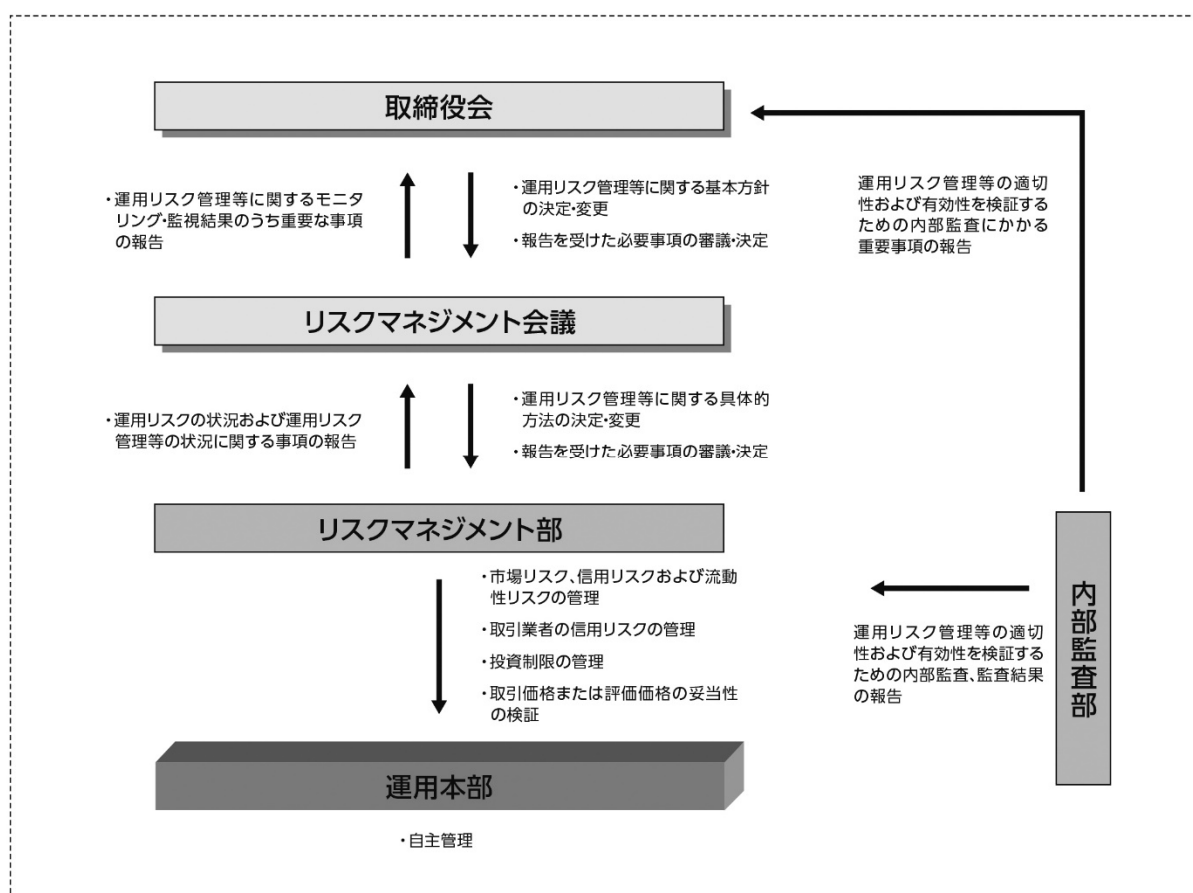 取締役会
・運用リスク管理等に関するモニタ
リング・監視結果のうち重要な事項
の報告
・運用リスク管理等に関する基本方針
の決定・変更
・報告を受けた必要事項の審議・決定
運用リスク管理等の適切
性および有効性を検証する
ための内部監査にかかる
重要事項の報告
リスクマネジメント会議
・運用リスクの状況および運用リスク
管理等の状況に関する事項の報告
・運用リスク管理等に関する具体的
方法の決定・変更
・報告を受けた必要事項の審議・決定
リスクマネジメント部
・市場リスク、信用リスクおよび流動
性リスクの管理
・取引業者の信用リスクの管理
・投資制限の管理
・取引価格または評価価格の妥当性
の検証
運用リスク管理等の適切
性および有効性を検証する
ための内部監査、監査結果
の報告
内部監査部
運用本部
・自主管理